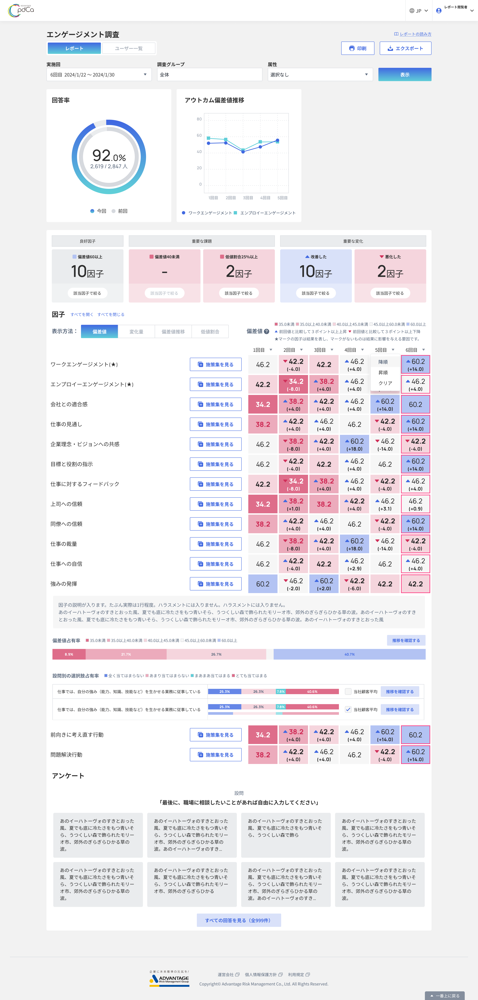 ADVANTAGE
pdCa
JP
レポート閲覧者
エンゲージメント調査
レポートの読み方
レポート
ユーザー一覧
印刷
エクスポート
実施回
調査グループ
属性
6回目 2024/1/22 〜 2024/1/30
全体
選択なし
表示
回答率
92.0%
2,619 / 2,847 人
今回 前回
アウトカム偏差値推移
80
60
40
20
0
1回目 2回目 3回目 4回目 5回目
ワークエンゲージメント エンプロイーエンゲージメント
良好因子
重要な課題
重要な変化
偏差値60以上
10因子
該当因子で絞る
偏差値40未満
-
該当因子で絞る
低値割合25%以上
2因子
該当因子で絞る
改善した
10因子
該当因子で絞る
悪化した
2因子
該当因子で絞る
因子 すべてを開く すべてを閉じる
表示方法：
偏差値
変化量
偏差値推移
低値割合
偏差値 ?
35.0未満 35.0以上40.0未満 40.0以上45.0未満 45.0以上60.0未満 60.0以上
▲ 前回値と比較して３ポイント以上上昇 ▼ 前回値と比較して３ポイント以上下降
★マークの因子は結果を表し、マークがないものは結果に影響を与える要因です。
1回目 ▼ 2回目 ▼ 3回目 ▼ 4回目 ▼ 5回目 ▼ 6回目 ▼
降順
昇順
クリア
ワークエンゲージメント(★) 施策集を見る 46.2 ▼42.2 (-4.0) 42.2 ▲46.2 (+4.0) ▲60.2 (+14.0)
エンプロイーエンゲージメント(★) 施策集を見る 42.2 ▼34.2 (-8.0) ▲38.2 (+4.0) ▲46.2 (+4.0) ▲46.2 (+4.0)
会社との適合感 施策集を見る 34.2 ▲38.2 (+4.0) ▲42.2 (+4.0) ▲46.2 (+4.0) ▲60.2 (+14.0) 60.2
仕事の見通し 施策集を見る 38.2 ▲42.2 (+4.0) ▲46.2 (+4.0) 46.2 ▼42.2 (-4.0) ▲60.2 (+14.0)
企業理念・ビジョンへの共感 施策集を見る 46.2 ▼38.2 (-8.0) ▲42.2 (+4.0) ▲60.2 (+18.0) ▼46.2 (-14.0) ▼42.2 (-4.0)
目標と役割の指示 施策集を見る 46.2 ▼42.2 (-4.0) 42.2 ▲46.2 (+4.0) 46.2 ▲60.2 (+14.0)
仕事に対するフィードバック 施策集を見る 42.2 ▼34.2 (-8.0) ▲38.2 (+4.0) ▲46.2 (+4.0) ▼42.2 (-4.0) ▲46.2 (+4.0)
上司への信頼 施策集を見る 34.2 ▲38.2 (+1.0) 38.2 ▲42.2 (+4.0) ▲46.2 (+3.1) 46.2 (+0.9)
同僚への信頼 施策集を見る 38.2 ▲42.2 (+4.0) ▲46.2 (+4.0) 46.2 ▼42.2 (-4.0) ▲60.2 (+14.0)
仕事の裁量 施策集を見る 46.2 ▼38.2 (-8.0) ▲42.2 (+4.0) ▲60.2 (+18.0) ▼46.2 (-14.0) ▼42.2 (-4.0)
仕事への自信 施策集を見る 46.2 ▲42.2 (-4.0) 42.2 ▲46.2 (+2.9) 46.2 ▲46.2 (+4.0)
強みの発揮 施策集を見る 60.2 ▼46.2 (-2.0) ▲60.2 (+2.0) ▼42.2 (-6.0) 42.2 42.2
因子の説明が入ります。たぶん実際は1行程度。ハラスメントには入りません。ハラスメントには入りません。
あのイーハトーヴォのすきとおった風、夏でも底に冷たさをもつ青いそら、うつくしい森で飾られたモリーオ市、郊外のぎらぎらひかる草の波。あのイーハトーヴォのすき
とおった風、夏でも底に冷たさをもつ青いそら、うつくしい森で飾られたモリーオ市、郊外のぎらぎらひかる草の波。あのイーハトーヴォのすきとおった風
偏差値占有率 35.0未満 35.0以上40.0未満 40.0以上45.0未満 45.0以上60.0未満 60.0以上
推移を確認する
8.9% 21.7% 26.7% 40.7%
設問別の選択肢占有率 全く当てはまらない あまり当てはまらない まあまあ当てはまる とても当てはまる
仕事では、自分の強み（能力、知識、技能など）を生かせる業務に従事している 25.3% 26.3% 7.8% 40.6% 当社顧客平均 推移を確認する
仕事では、自分の強み（能力、知識、技能など）を生かせる業務に従事している 25.3% 26.3% 7.8% 40.6% 当社顧客平均 推移を確認する
前向きに考え直す行動 施策集を見る 34.2 ▲38.2 (+4.0) ▲42.2 (+4.0) ▲46.2 (+4.0) ▲60.2 (+14.0) 60.2
問題解決行動 施策集を見る 38.2 ▲42.2 (+4.0) ▲46.2 (+4.0) 46.2 ▼42.2 (-4.0) ▲60.2 (+14.0)
アンケート
設問
「最後に、職場に相談したいことがあれば自由に入力してください」
あのイーハトーヴォのすきとおった
風、夏でも底に冷たさをもつ青いそ
ら、うつくしい森で飾られたモリー
オ市、郊外のぎらぎらひかる草の
波。
あのイーハトーヴォのすきとおった
風、夏でも底に冷たさをもつ青いそ
ら、うつくしい森で飾られたモリー
オ市、郊外のぎらぎらひかる草の
波。あのイーハトーヴォのすき...
あのイーハトーヴォのすきとおった
風、夏でも底に冷たさをもつ青いそ
ら、うつくしい森で飾ら
あのイーハトーヴォのすきとおった
風、夏でも底に冷たさをもつ青いそ
ら、うつくしい森で飾られたモリー
オ市、郊外のぎらぎらひかる草の
波。
あのイーハトーヴォのすきとおった
風、夏でも底に冷たさをもつ青いそ
ら、うつくしい森で飾られたモリー
オ市、郊外のぎらぎらひかる草の
波。
あのイーハトーヴォのすきとおった
風、夏でも底に冷たさをもつ青いそ
ら、うつくしい森で飾られたモリー
オ市、郊外のぎらぎらひかる
あのイーハトーヴォのすきとおった
風、夏でも底に冷たさをもつ青いそ
ら、うつくしい森で飾られたモリー
オ市、郊外のぎらぎらひかる草の
波。あのイーハトーヴォのすき...
あのイーハトーヴォのすきとおった
風、夏でも底に冷たさをもつ青いそ
ら、うつくしい森で飾られたモリー
オ市、郊外のぎらぎらひかる草の
波。
すべての回答を見る（全999件）
企業に未来基準の元気を!
ADVANTAGE
Risk Management Group
運営会社 個人情報保護方針 利用規定
Copyright© Advantage Risk Management Co., Ltd. All Rights Reserved.
▲ 一番上に戻る